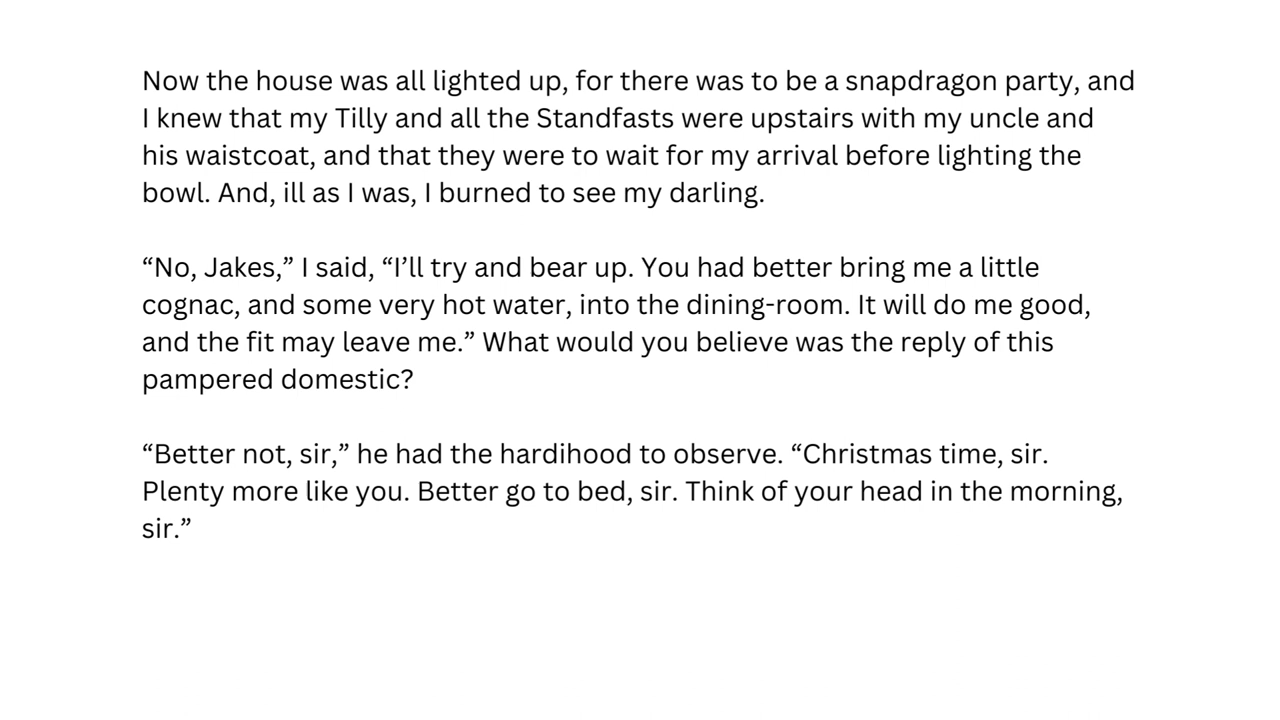 Now the house was all lighted up, for there was to be a snapdragon party, and
I knew that my Tilly and all the Standfasts were upstairs with my uncle and
his waistcoat, and that they were to wait for my arrival before lighting the
bowl. And, ill as I was, I burned to see my darling.
“No, Jakes,” I said, “I’ll try and bear up. You had better bring me a little
cognac, and some very hot water, into the dining-room. It will do me good,
and the fit may leave me.” What would you believe was the reply of this
pampered domestic?
“Better not, sir,” he had the hardihood to observe. “Christmas time, sir.
Plenty more like you. Better go to bed, sir. Think of your head in the morning,
sir.”